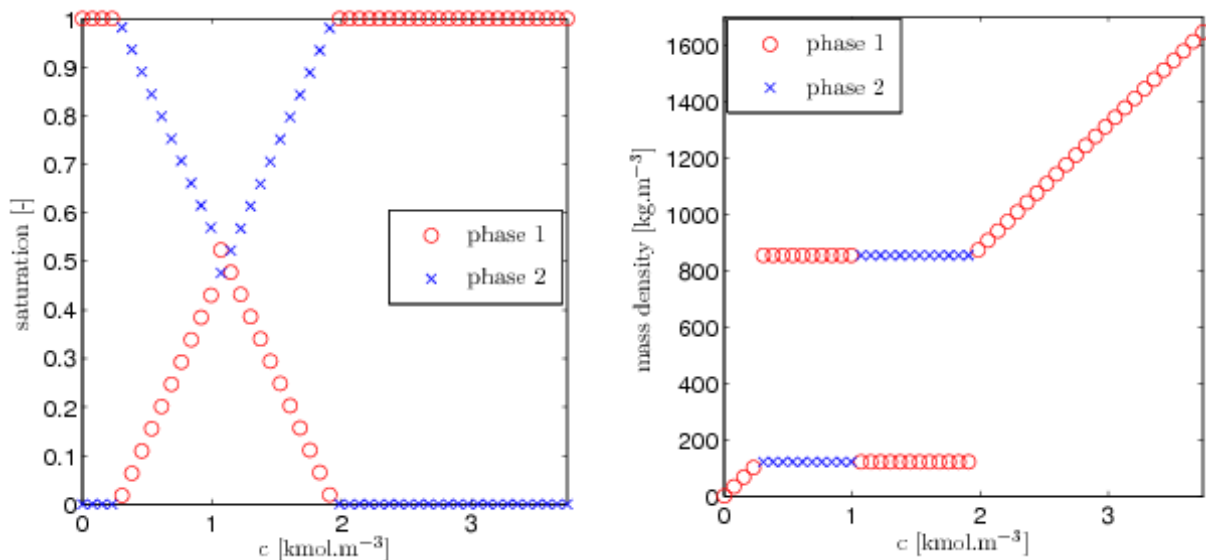 1
0.9
0.8
0.7
0.6
0.5
0.4
0.3
0.2
0.1
0
saturation [-]
phase 1
phase 2
0 1 2 3
c [kmol.m⁻³]
phase 1
phase 2
1600
1400
1200
1000
800
600
400
200
0
mass density [kg.m⁻³]
0 1 2 3
c [kmol.m⁻³]